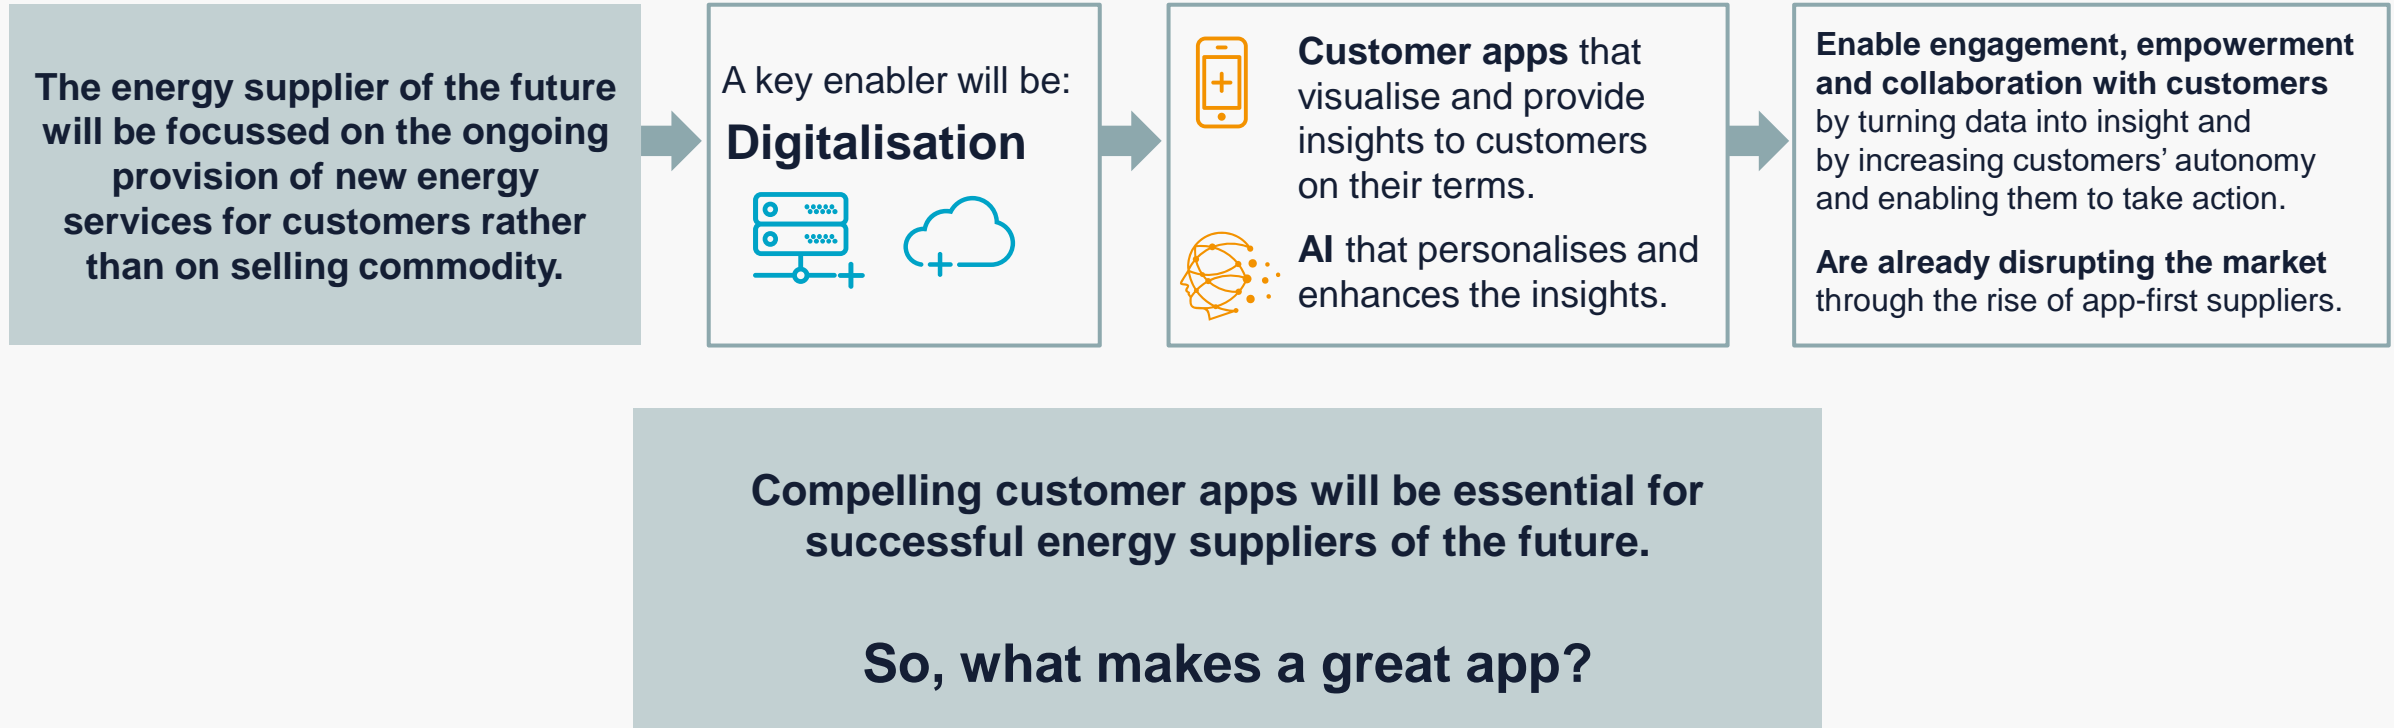 The energy supplier of the future
will be focussed on the ongoing
provision of new energy
services for customers rather
than on selling commodity.
A key enabler will be:
Digitalisation
Customer apps that
visualise and provide
insights to customers
on their terms.
AI that personalises and
enhances the insights.
Enable engagement, empowerment
and collaboration with customers
by turning data into insight and
by increasing customers’ autonomy
and enabling them to take action.
Are already disrupting the market
through the rise of app-first suppliers.
Compelling customer apps will be essential for
successful energy suppliers of the future.
So, what makes a great app?